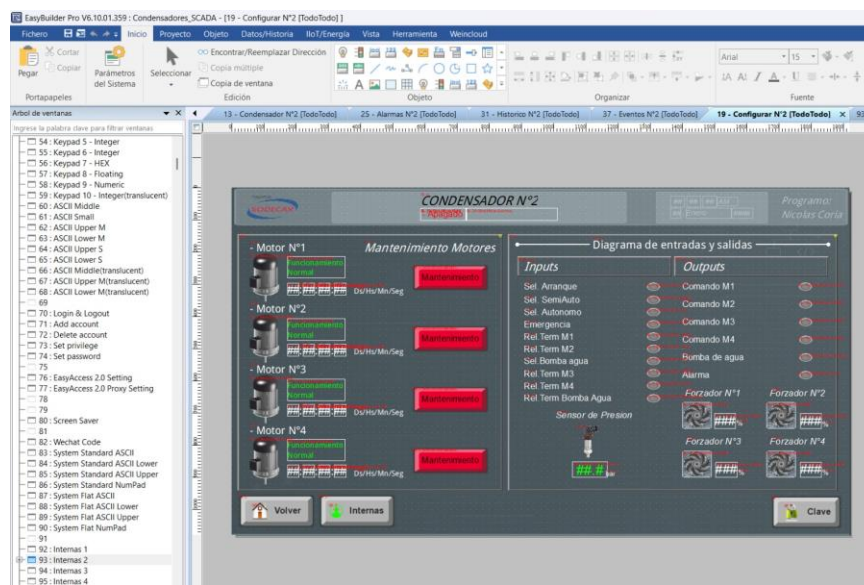 EasyBuilder Pro V6.10.01.359 : Condensadores_SCADA - [19 - Configurar N°2 [TodoTodo] ]
Fichero Inicio Proyecto Objeto Datos/Historia IIoT/Energía Vista Herramienta Weincloud
Pegar
Cortar
Copiar
Portapapeles
Parámetros
del Sistema
Seleccionar
Encontrar/Reemplazar Dirección
Copia múltiple
Copia de ventana
Edición
Objeto
Organizar
Arial
15
Fuente
Arbol de ventanas
Ingrese la palabra clave para filtrar ventanas
13 - Condensador N°2 [TodoTodo] 25 - Alarmas N°2 [TodoTodo] 31 - Historico N°2 [TodoTodo] 37 - Eventos N°2 [TodoTodo] 19 - Configurar N°2 [TodoTodo] 93
54 : Keypad 5 - Integer
55 : Keypad 6 - Integer
56 : Keypad 7 - HEX
57 : Keypad 8 - Floating
58 : Keypad 9 - Numeric
59 : Keypad 10 - Integer(translucent)
60 : ASCII Middle
61 : ASCII Small
62 : ASCII Upper M
63 : ASCII Lower M
64 : ASCII Upper S
65 : ASCII Lower S
66 : ASCII Middle(translucent)
67 : ASCII Upper M(translucent)
68 : ASCII Lower M(translucent)
69
70 : Login & Logout
71 : Add account
72 : Delete account
73 : Set privilege
74 : Set password
75
76 : EasyAccess 2.0 Setting
77 : EasyAccess 2.0 Proxy Setting
78
79
80 : Screen Saver
81
82 : Wechat Code
83 : System Standard ASCII
84 : System Standard ASCII Lower
85 : System Standard ASCII Upper
86 : System Standard NumPad
87 : System Flat ASCII
88 : System Flat ASCII Lower
89 : System Flat ASCII Upper
90 : System Flat NumPad
91
92 : Internas 1
93 : Internas 2
94 : Internas 3
95 : Internas 4
CONDENSADOR N°2
Apagado
Programo:
Nicolas Coria
Mantenimiento Motores
- Motor N°1
Funcionamiento
Normal
##:##:##:## Ds/Hs/Mn/Seg
Mantenimiento
- Motor N°2
Funcionamiento
Normal
##:##:##:## Ds/Hs/Mn/Seg
Mantenimiento
- Motor N°3
Funcionamiento
Normal
##:##:##:## Ds/Hs/Mn/Seg
Mantenimiento
- Motor N°4
Funcionamiento
Normal
##:##:##:## Ds/Hs/Mn/Seg
Mantenimiento
Diagrama de entradas y salidas
Inputs
Sel. Arranque
Sel. SemiAuto
Sel. Autonomo
Emergencia
Rel.Term M1
Rel.Term M2
Sel.Bomba agua
Rel.Term M3
Rel.Term M4
Rel.Term Bomba Agua
Sensor de Presion
##.# bar
Outputs
Comando M1
Comando M2
Comando M3
Comando M4
Bomba de agua
Alarma
Forzador N°1 Forzador N°2
###% ###%
Forzador N°3 Forzador N°4
###% ###%
Volver
Internas
Clave